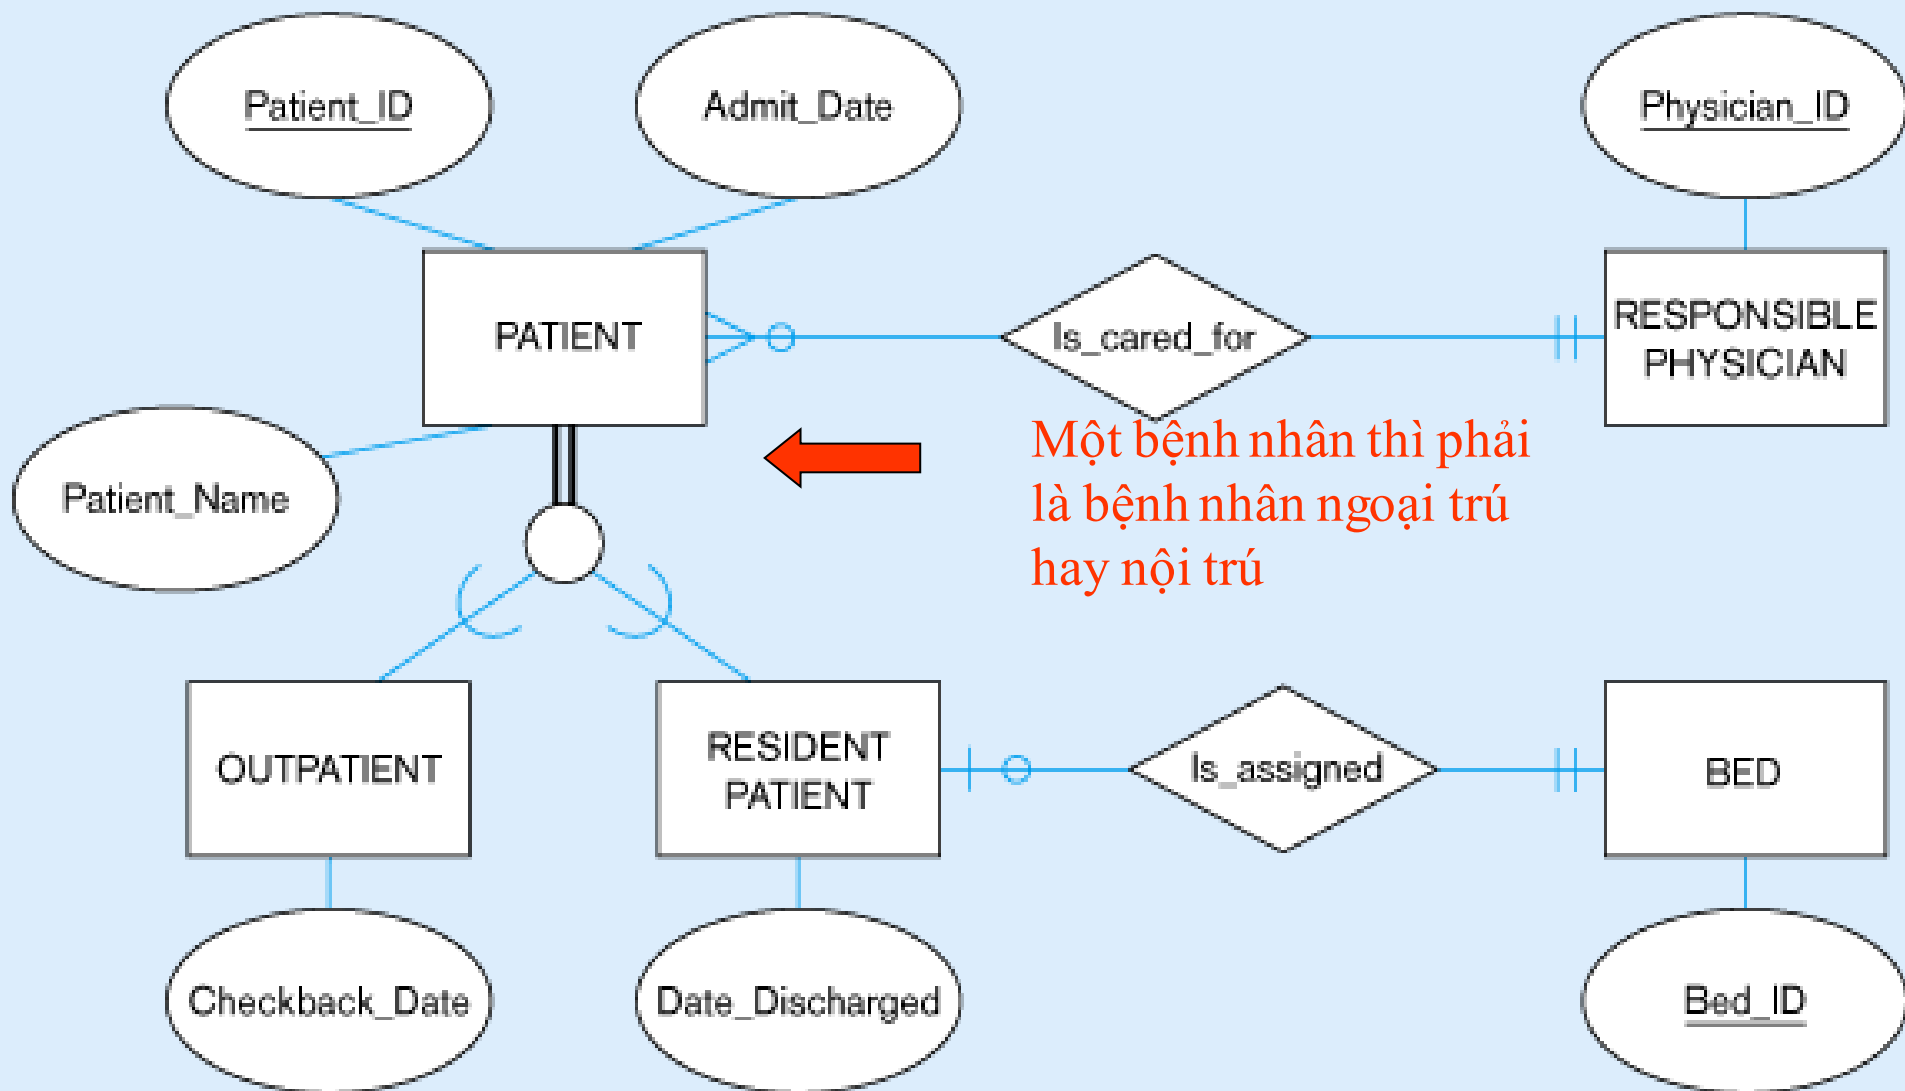 Patient_ID
Admit_Date
Physician_ID
PATIENT
Is_cared_for
RESPONSIBLE
PHYSICIAN
Patient_Name
Một bệnh nhân thì phải
là bệnh nhân ngoại trú
hay nội trú
OUTPATIENT
RESIDENT
PATIENT
Is_assigned
BED
Checkback_Date
Date_Discharged
Bed_ID